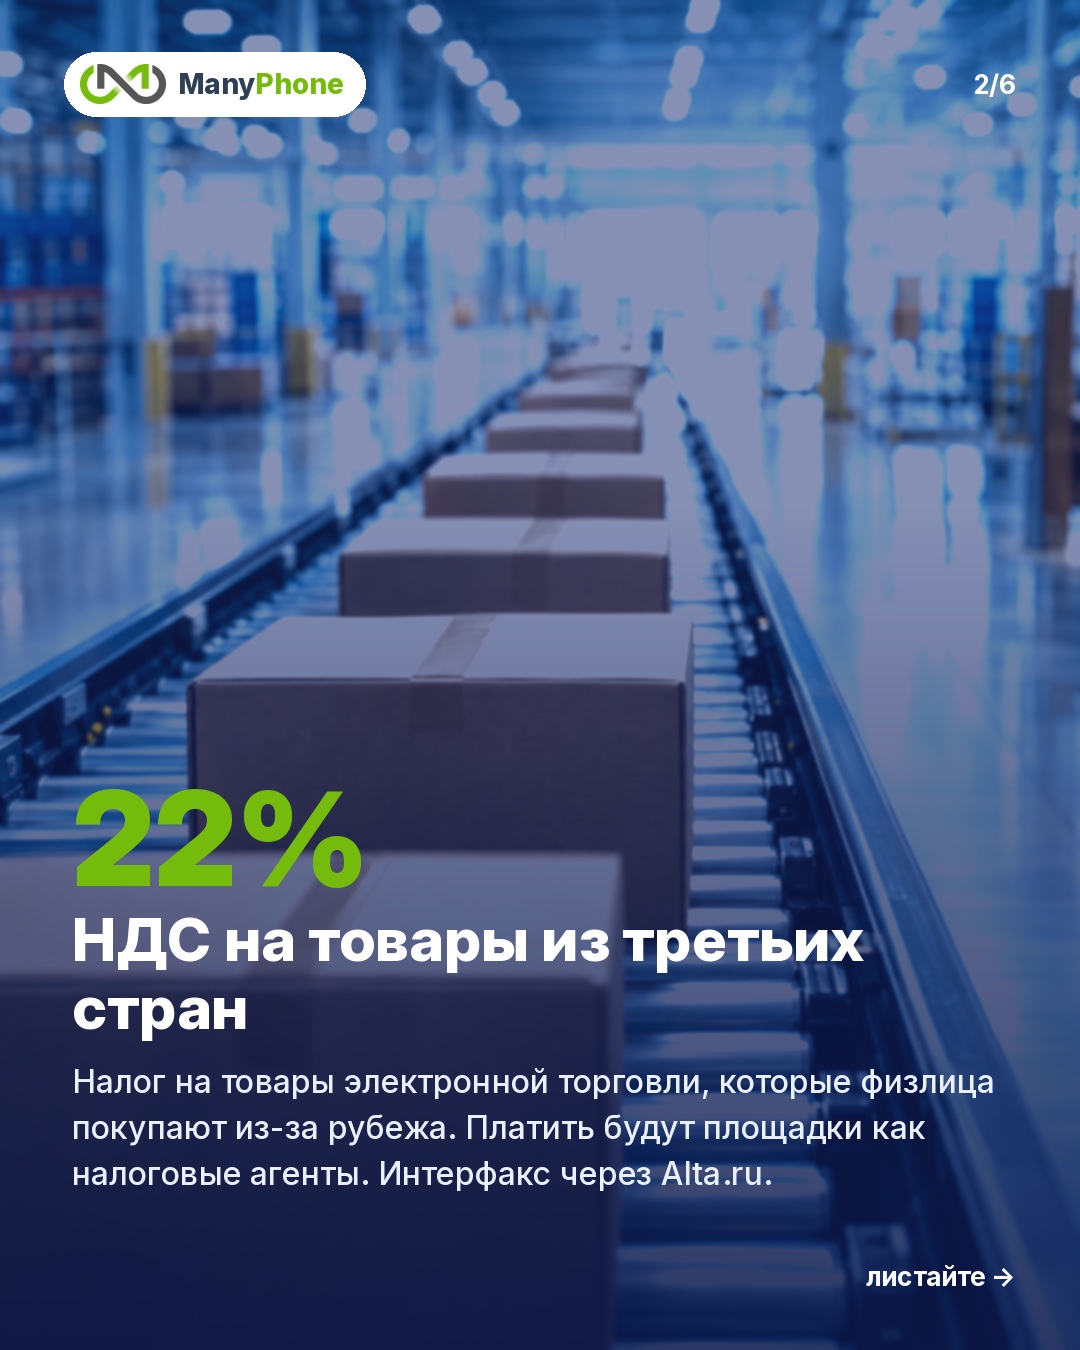 ManyPhone
2/6
22%
НДС на товары из третьих
стран
Налог на товары электронной торговли, которые физлица
покупают из-за рубежа. Платить будут площадки как
налоговые агенты. Интерфакс через Alta.ru.
листайте →